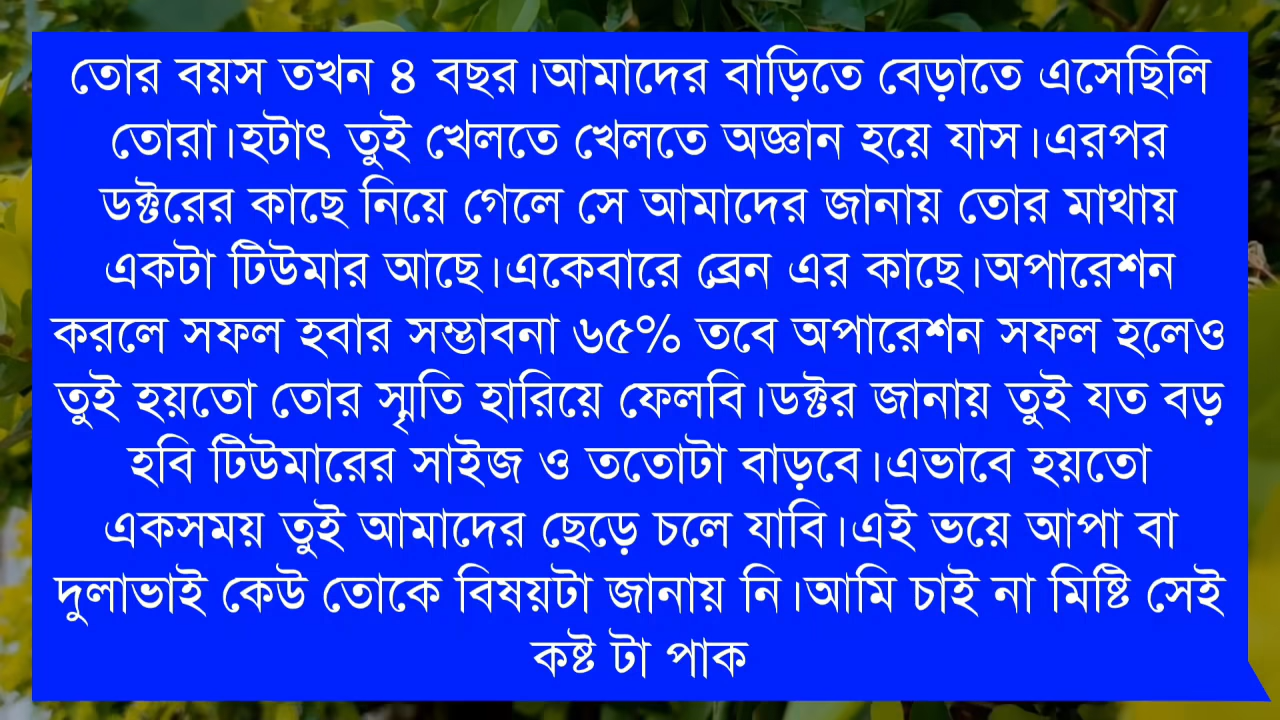 তোর বয়স তখন ৪ বছর।আমাদের বাড়িতে বেড়াতে এসেছিলি
তোরা।হটাৎ তুই খেলতে খেলতে অজ্ঞান হয়ে যাস।এরপর
ডক্টরের কাছে নিয়ে গেলে সে আমাদের জানায় তোর মাথায়
একটা টিউমার আছে।একেবারে ব্রেন এর কাছে।অপারেশন
করলে সফল হবার সম্ভাবনা ৬৫% তবে অপারেশন সফল হলেও
তুই হয়তো তোর স্মৃতি হারিয়ে ফেলবি।ডক্টর জানায় তুই যত বড়
হবি টিউমারের সাইজ ও ততোটা বাড়বে।এভাবে হয়তো
একসময় তুই আমাদের ছেড়ে চলে যাবি।এই ভয়ে আপা বা
দুলাভাই কেউ তোকে বিষয়টা জানায় নি।আমি চাই না মিষ্টি সেই
কষ্ট টা পাক